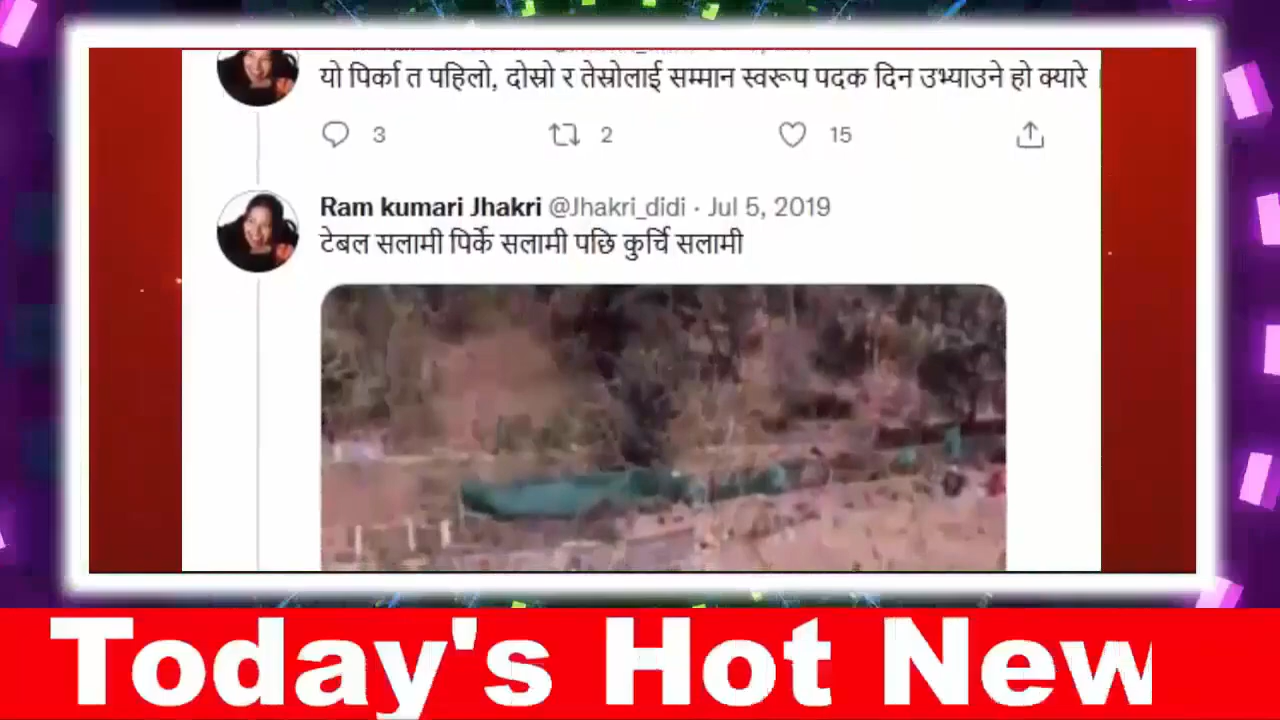 यो पिर्का त पहिलो, दोस्रो र तेस्रोलाई सम्मान स्वरूप पदक दिन उभ्याउने हो क्यारे ।
3 2 15
Ram kumari Jhakri @Jhakri_didi · Jul 5, 2019
टेबल सलामी पिर्के सलामी पछि कुर्चि सलामी
Today's Hot New